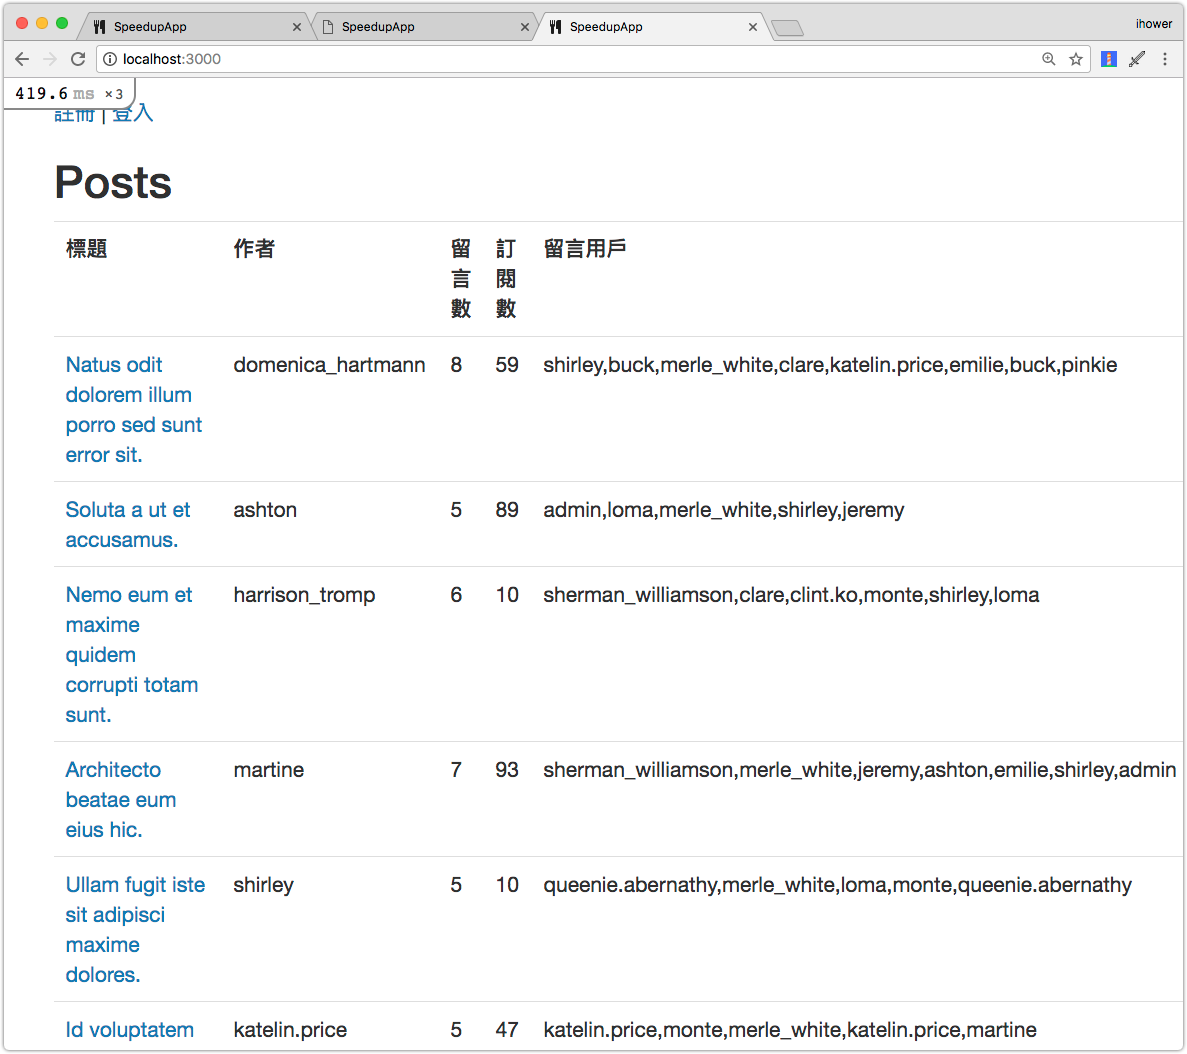 SpeedupApp SpeedupApp SpeedupApp ihower
localhost:3000
419.6 ms ×3
註冊 | 登入
Posts
標題 作者 留言數 訂閱數 留言用戶
Natus odit dolorem illum porro sed sunt error sit. domenica_hartmann 8 59 shirley,buck,merle_white,clare,katelin.price,emilie,buck,pinkie
Soluta a ut et accusamus. ashton 5 89 admin,loma,merle_white,shirley,jeremy
Nemo eum et maxime quidem corrupti totam sunt. harrison_tromp 6 10 sherman_williamson,clare,clint.ko,monte,shirley,loma
Architecto beatae eum eius hic. martine 7 93 sherman_williamson,merle_white,jeremy,ashton,emilie,shirley,admin
Ullam fugit iste sit adipisci maxime dolores. shirley 5 10 queenie.abernathy,merle_white,loma,monte,queenie.abernathy
Id voluptatem katelin.price 5 47 katelin.price,monte,merle_white,katelin.price,martine